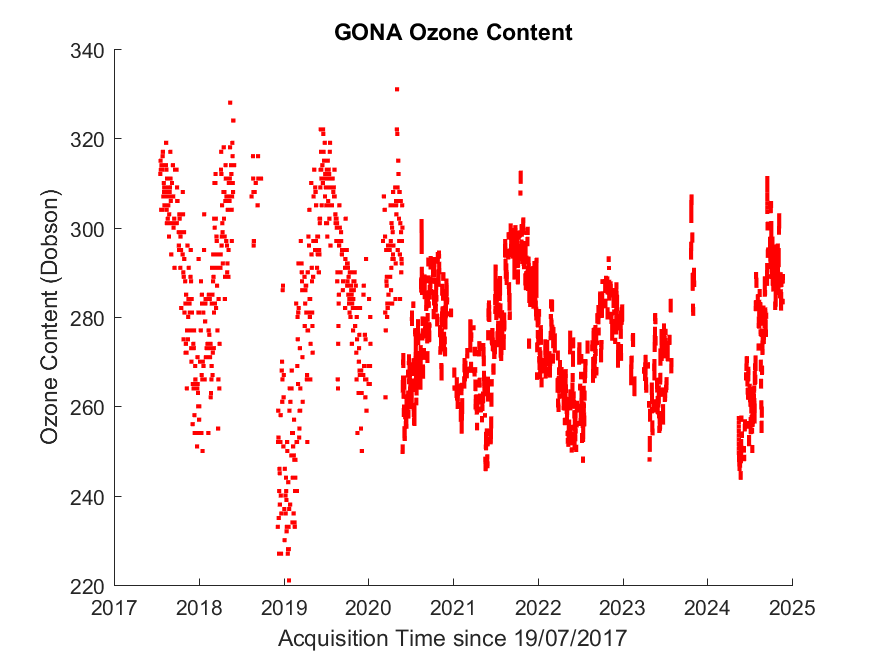 GONA Ozone Content
340
320
300
280
260
240
220
Ozone Content (Dobson)
2017 2018 2019 2020 2021 2022 2023 2024 2025
Acquisition Time since 19/07/2017